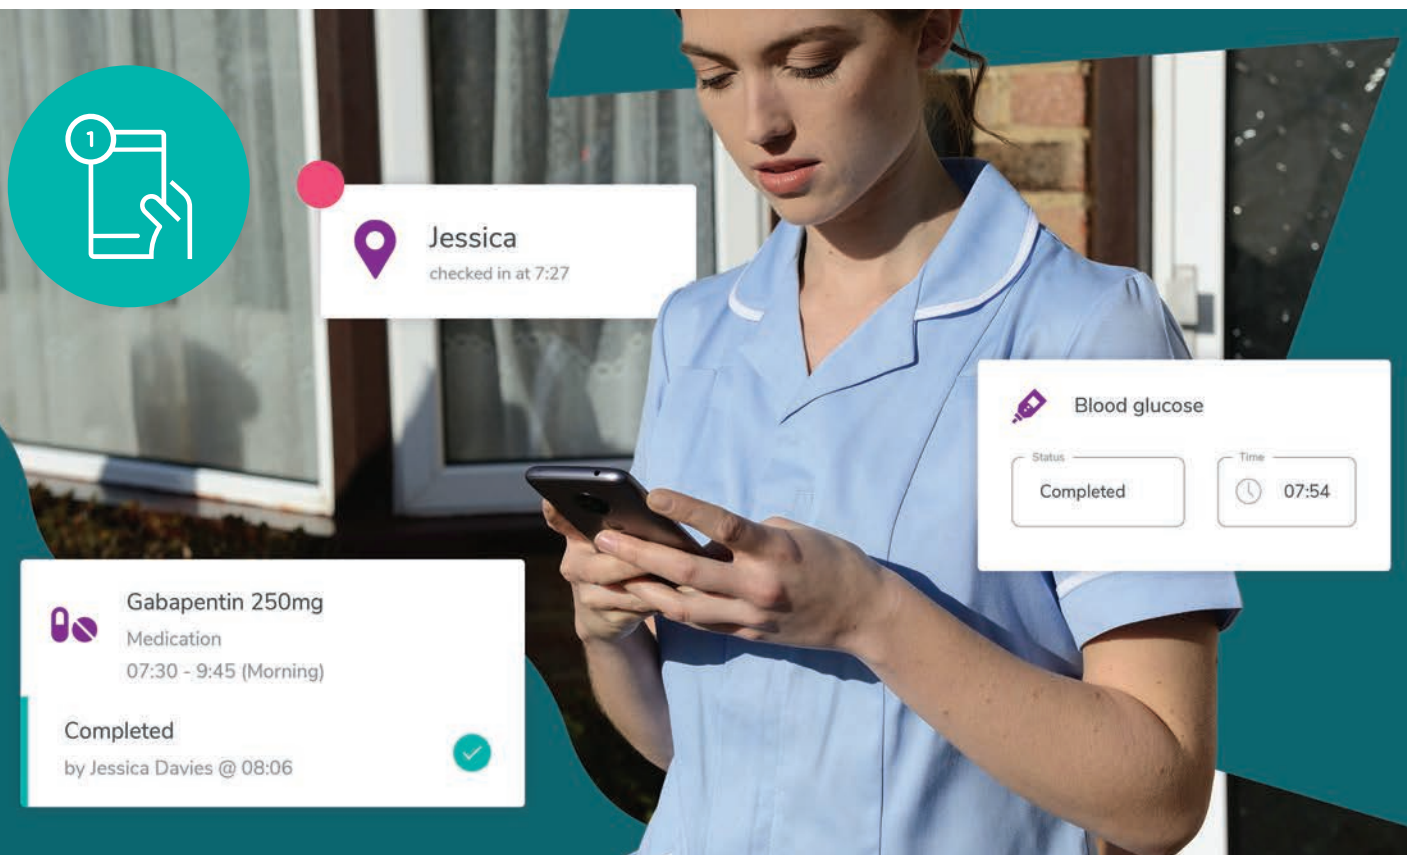 1
Jessica
checked in at 7:27
Blood glucose
Status
Time
Completed
07:54
Gabapentin 250mg
Medication
07:30 - 9:45 (Morning)
Completed
by Jessica Davies @ 08:06